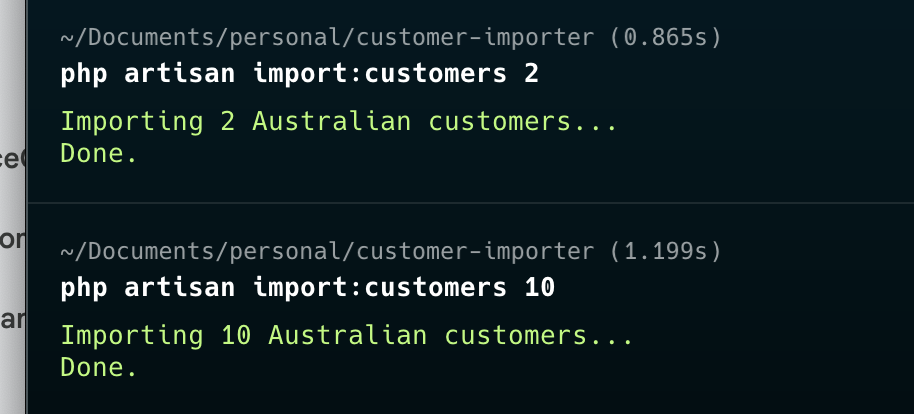 ~/Documents/personal/customer-importer (0.865s)
php artisan import:customers 2
Importing 2 Australian customers...
Done.
~/Documents/personal/customer-importer (1.199s)
php artisan import:customers 10
Importing 10 Australian customers...
Done.